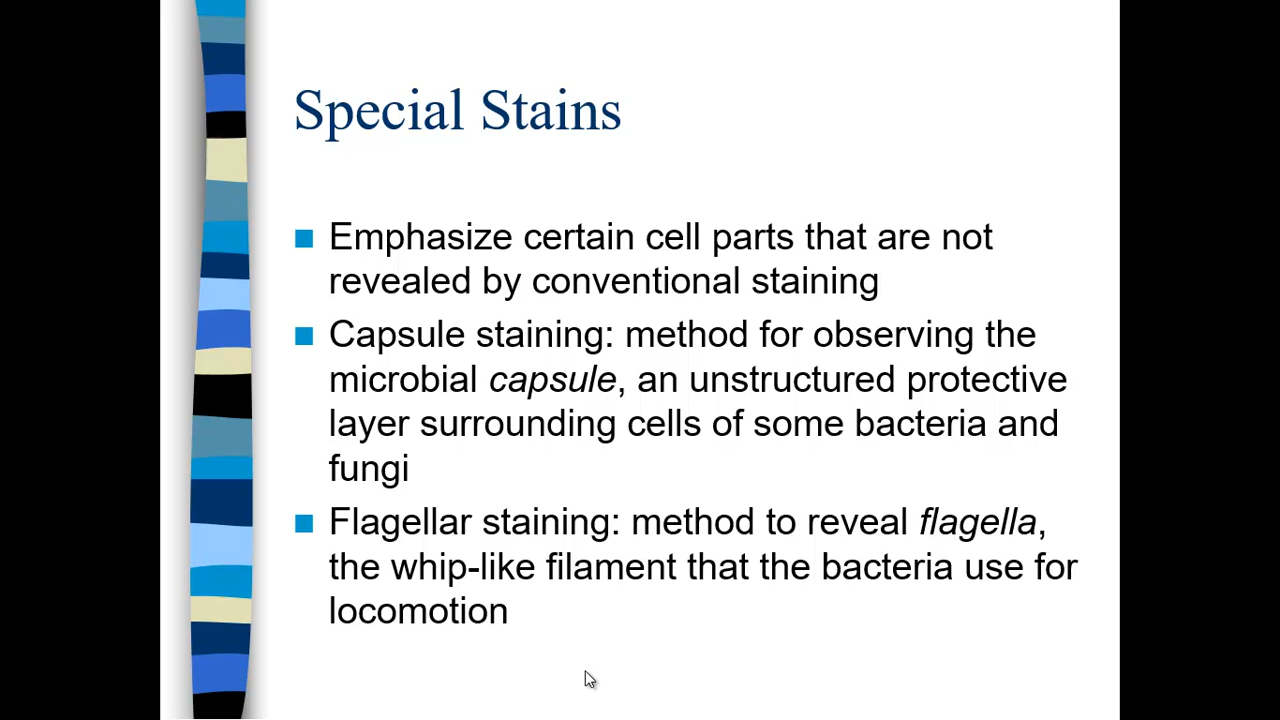 Special Stains
Emphasize certain cell parts that are not
revealed by conventional staining
Capsule staining: method for observing the
microbial capsule, an unstructured protective
layer surrounding cells of some bacteria and
fungi
Flagellar staining: method to reveal flagella,
the whip-like filament that the bacteria use for
locomotion